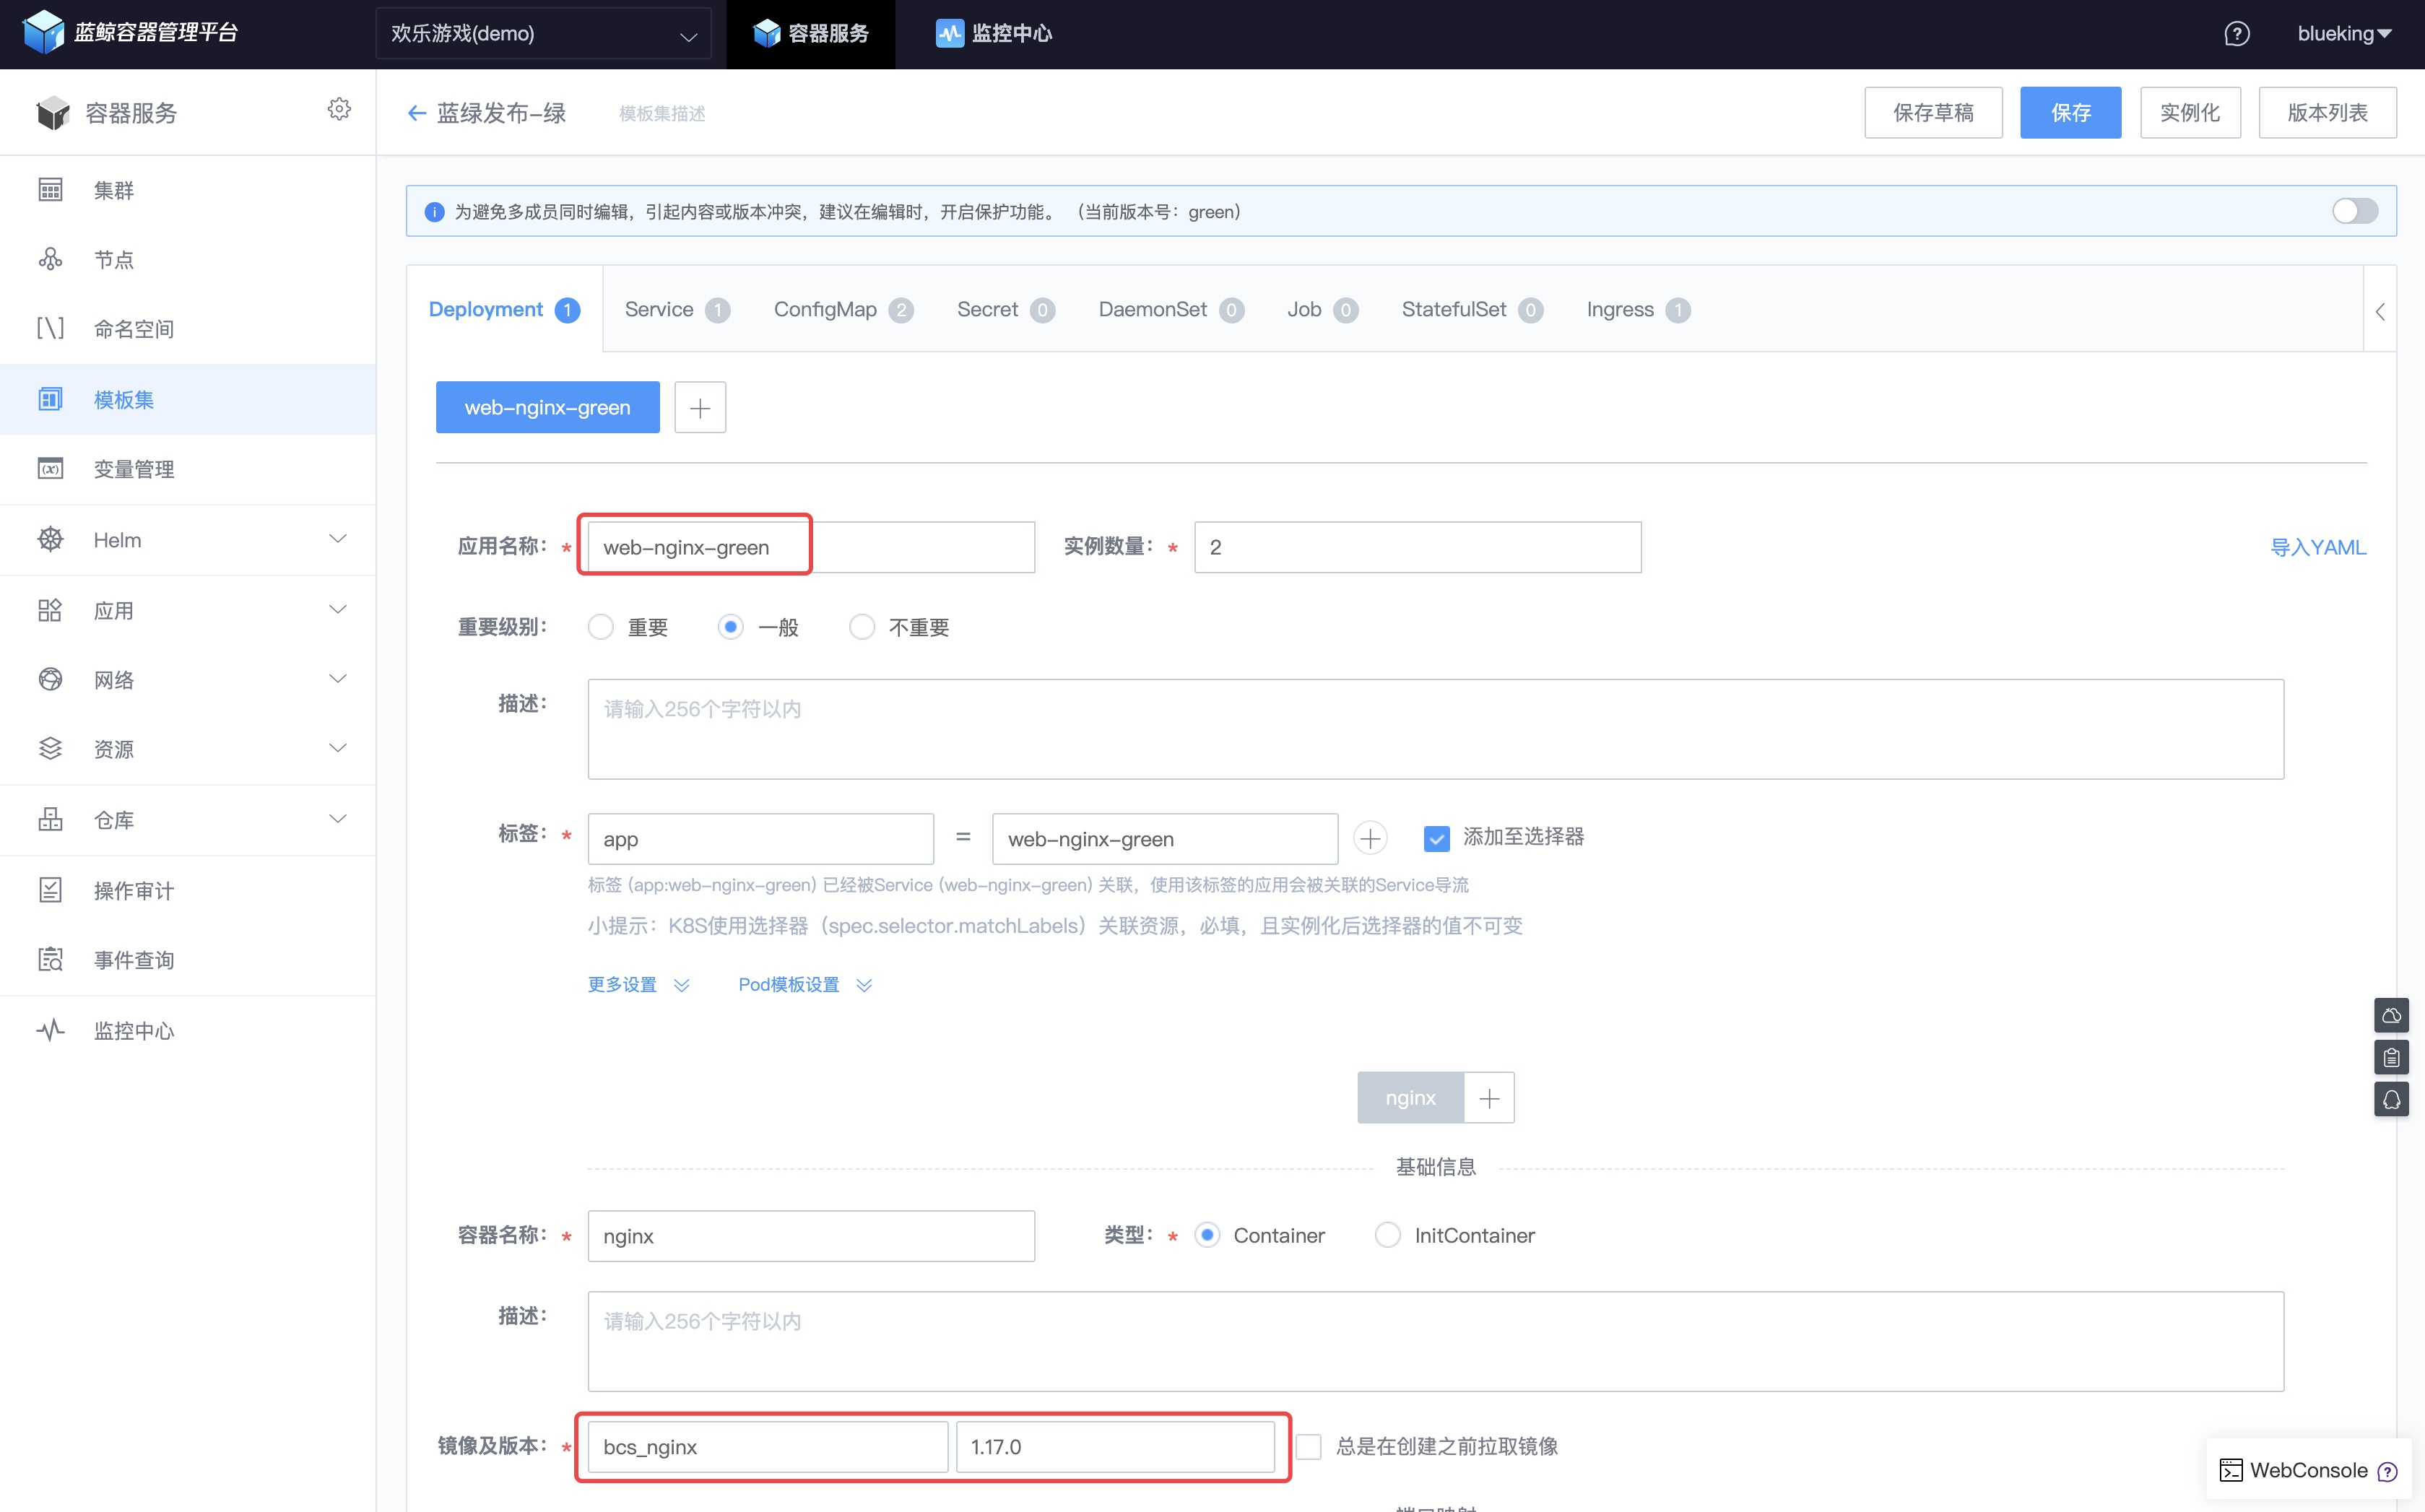 蓝鲸容器管理平台 欢乐游戏(demo) 容器服务 监控中心 blueking
容器服务
集群
节点
命名空间
模板集
变量管理
Helm
应用
网络
资源
仓库
操作审计
事件查询
监控中心
蓝绿发布-绿 模板集描述 保存草稿 保存 实例化 版本列表
为避免多成员同时编辑，引起内容或版本冲突，建议在编辑时，开启保护功能。 （当前版本号：green）
Deployment 1 Service 1 ConfigMap 2 Secret 0 DaemonSet 0 Job 0 StatefulSet 0 Ingress 1
web-nginx-green
应用名称： * web-nginx-green 实例数量： * 2 导入YAML
重要级别： 重要 一般 不重要
描述： 请输入256个字符以内
标签： * app = web-nginx-green 添加至选择器
标签 (app:web-nginx-green) 已经被Service (web-nginx-green) 关联，使用该标签的应用会被关联的Service导流
小提示：K8S使用选择器（spec.selector.matchLabels）关联资源，必填，且实例化后选择器的值不可变
更多设置 Pod模板设置
nginx
基础信息
容器名称： * nginx 类型： * Container InitContainer
描述： 请输入256个字符以内
镜像及版本： * bcs_nginx 1.17.0 总是在创建之前拉取镜像
WebConsole